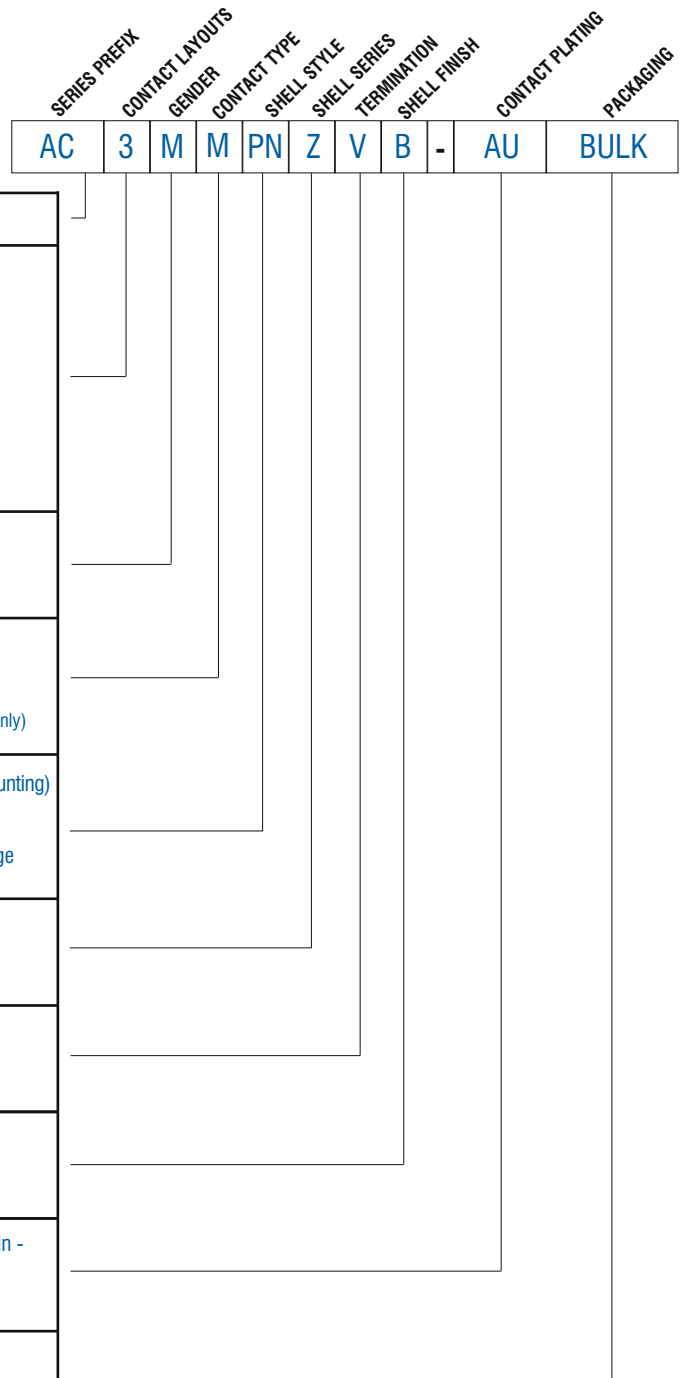 SERIES PREFIX
CONTACT LAYOUTS
GENDER
CONTACT TYPE
SHELL STYLE
SHELL SERIES
TERMINATION
SHELL FINISH
CONTACT PLATING
PACKAGING
AC 3 M M PN Z V B - AU BULK
nly)
unting)
ge
in -